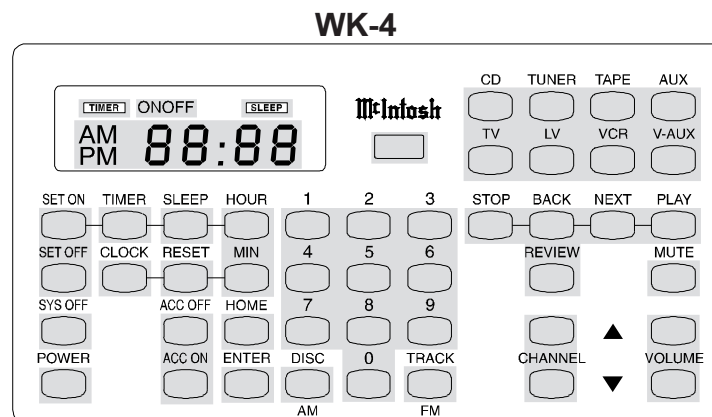 WK-4
TIMER ONOFF SLEEP
AM
PM 88:88
McIntosh
CD TUNER TAPE AUX
TV LV VCR V-AUX
SET ON TIMER SLEEP HOUR 1 2 3 STOP BACK NEXT PLAY
SET OFF CLOCK RESET MIN 4 5 6 REVIEW MUTE
SYS OFF ACC OFF HOME 7 8 9
POWER ACC ON ENTER DISC 0 TRACK CHANNEL VOLUME
AM FM